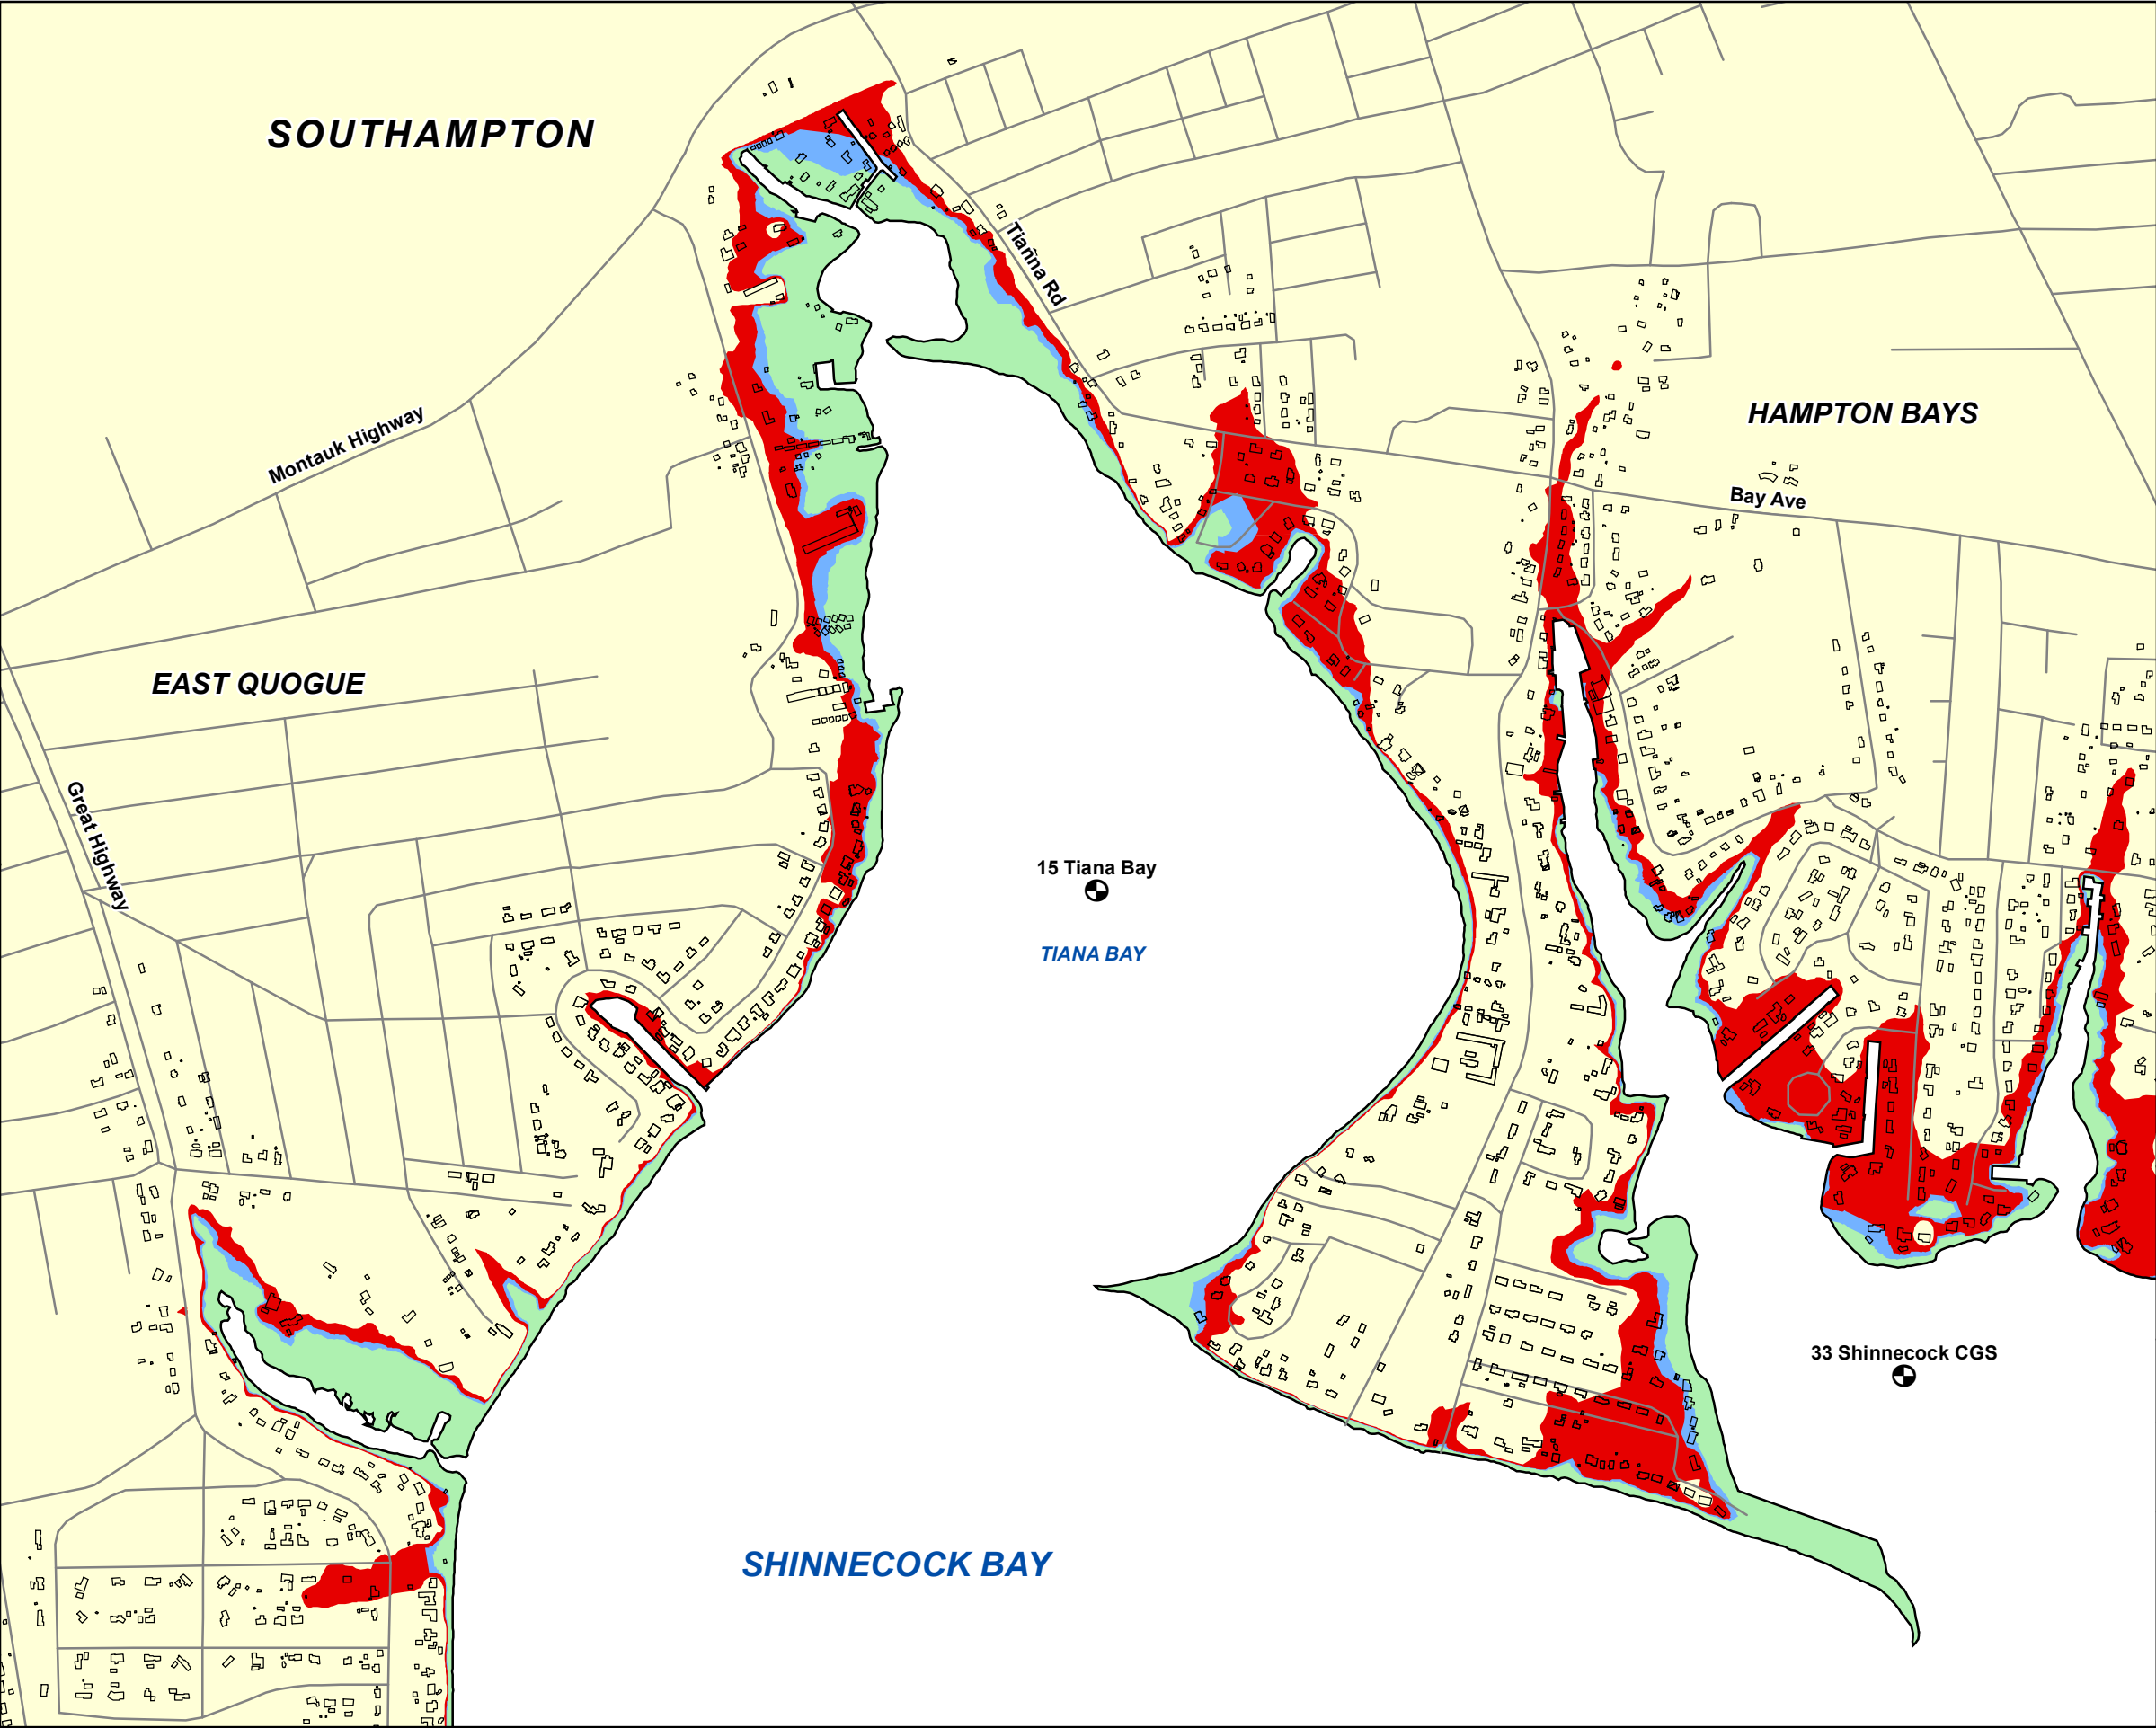 SOUTHAMPTON
Tianna Rd
HAMPTON BAYS
Montauk Highway
Bay Ave
EAST QUOGUE
Great Highway
15 Tiana Bay
TIANA BAY
33 Shinnecock CGS
SHINNECOCK BAY